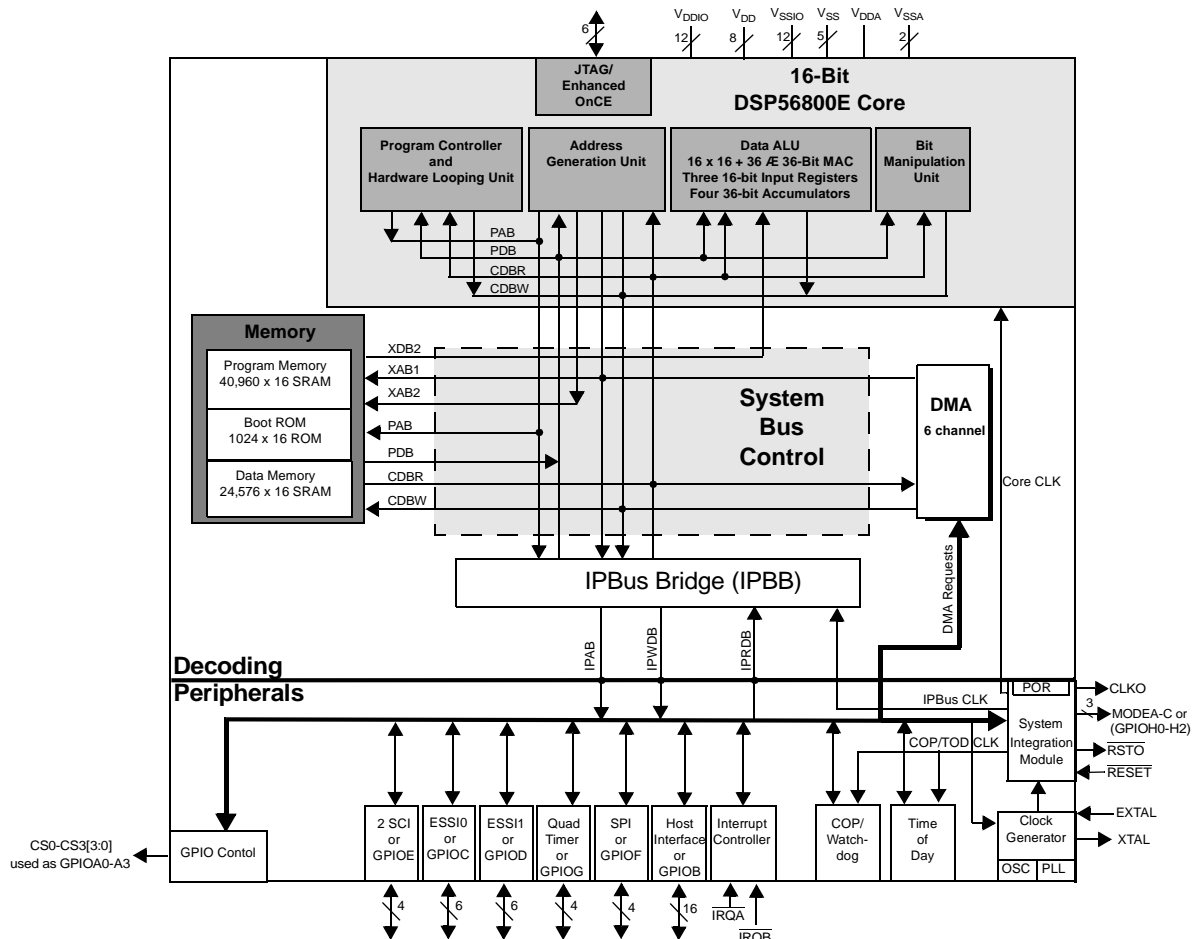 V_DDIO V_DD V_SSIO V_SS V_DDA V_SSA
6 12 8 12 5 2
JTAG/
Enhanced
OnCE
16-Bit
DSP56800E Core
Program Controller
and
Hardware Looping Unit
Address
Generation Unit
Data ALU
16 x 16 + 36 Æ 36-Bit MAC
Three 16-bit Input Registers
Four 36-bit Accumulators
Bit
Manipulation
Unit
PAB
PDB
CDBR
CDBW
Memory
Program Memory
40,960 x 16 SRAM
Boot ROM
1024 x 16 ROM
Data Memory
24,576 x 16 SRAM
XDB2
XAB1
XAB2
PAB
PDB
CDBR
CDBW
System
Bus
Control
DMA
6 channel
Core CLK
IPBus Bridge (IPBB)
DMA Requests
IPAB
IPWDB
IPRDB
Decoding
Peripherals
IPBus CLK
COP/TOD CLK
POR
System
Integration
Module
CLKO
3
MODEA-C or
(GPIOH0-H2)
RSTO
RESET
EXTAL
XTAL
Clock
Generator
OSC PLL
CS0-CS3[3:0]
used as GPIOA0-A3
GPIO Contol
2 SCI
or
GPIOE
ESSI0
or
GPIOC
ESSI1
or
GPIOD
Quad
Timer
or
GPIOG
SPI
or
GPIOF
Host
Interface
or
GPIOB
Interrupt
Controller
COP/
Watch-
dog
Time
of
Day
4 6 6 4 4 16
IRQA
IRQB